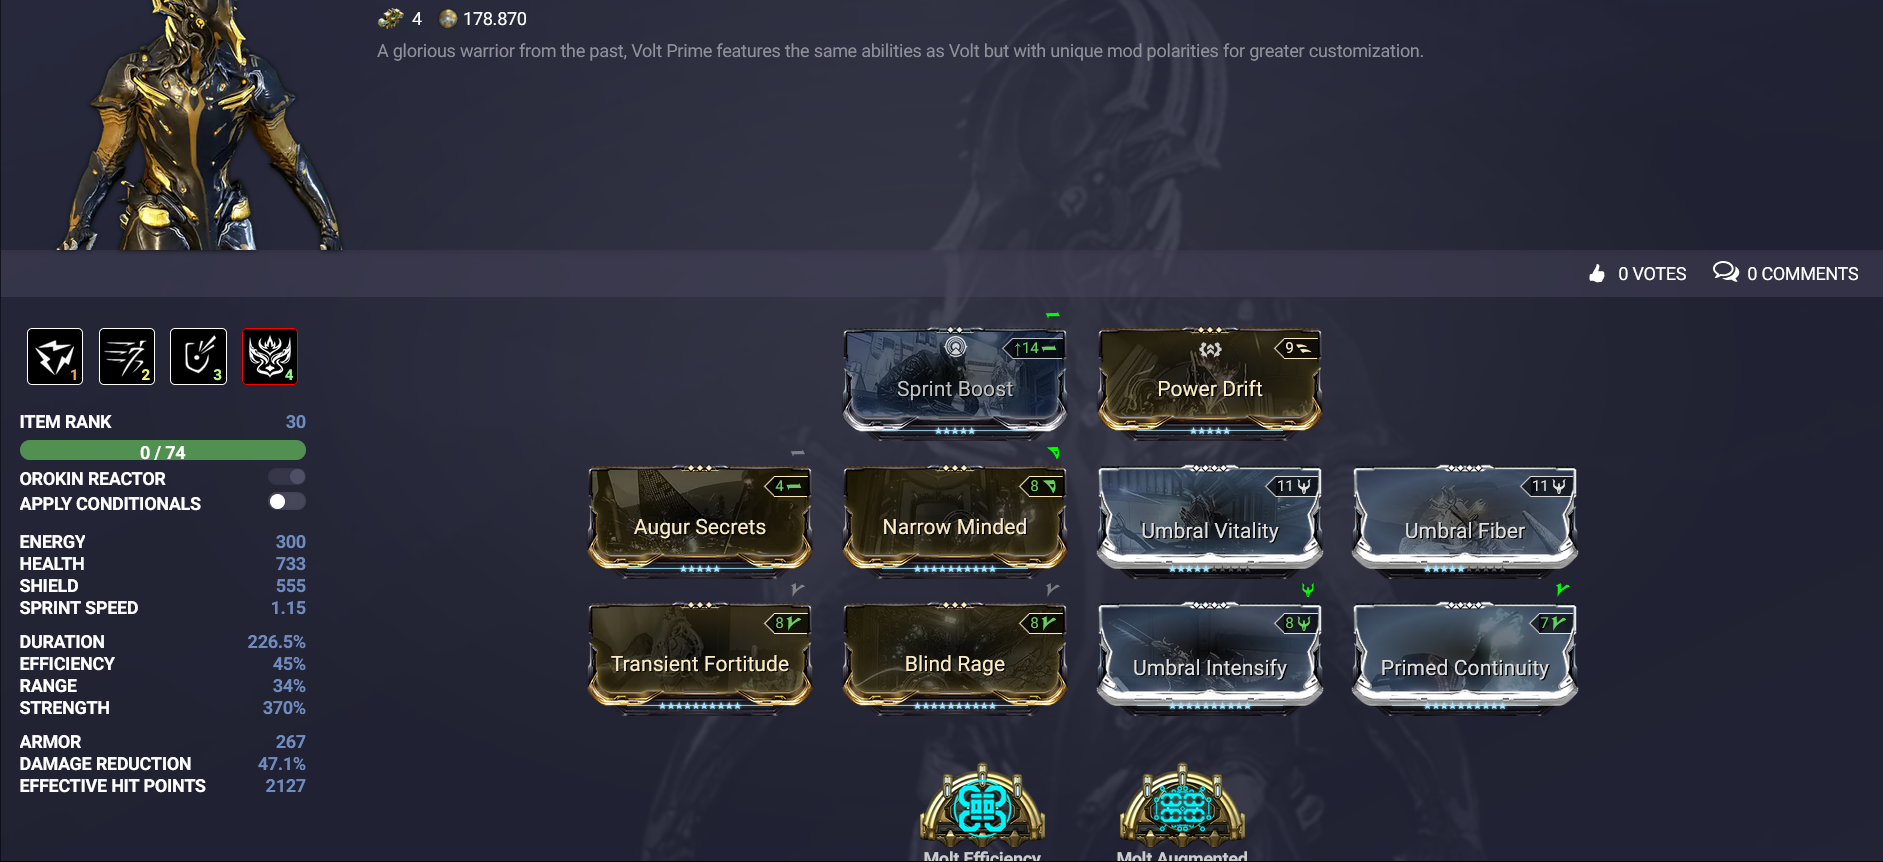 4 178.870
A glorious warrior from the past, Volt Prime features the same abilities as Volt but with unique mod polarities for greater customization.
0 VOTES 0 COMMENTS
1 2 3 4
ITEM RANK 30
0 / 74
OROKIN REACTOR
APPLY CONDITIONALS
ENERGY 300
HEALTH 733
SHIELD 555
SPRINT SPEED 1.15
DURATION 226.5%
EFFICIENCY 45%
RANGE 34%
STRENGTH 370%
ARMOR 267
DAMAGE REDUCTION 47.1%
EFFECTIVE HIT POINTS 2127
↑14
Sprint Boost
9
Power Drift
4
Augur Secrets
8
Narrow Minded
11
Umbral Vitality
11
Umbral Fiber
8
Transient Fortitude
8
Blind Rage
8
Umbral Intensify
7
Primed Continuity
Molt Efficiency
Molt Augmented